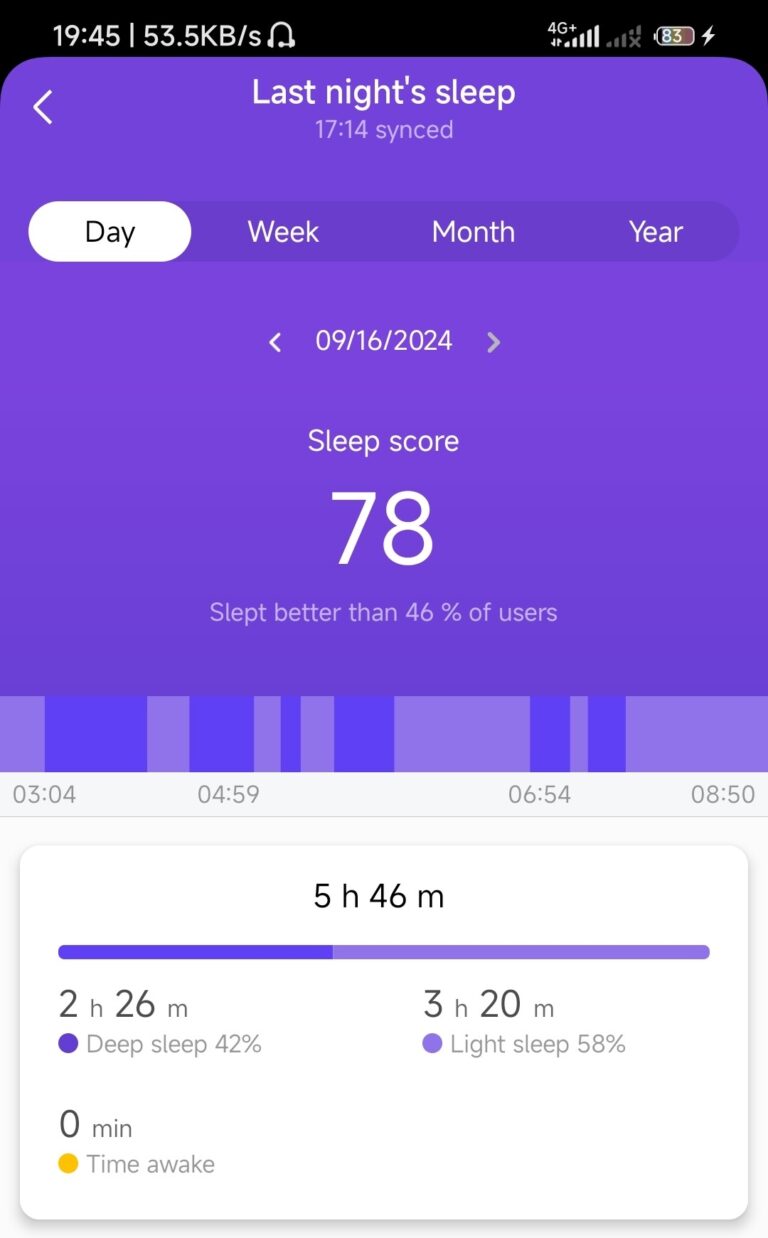 19:45 | 53.5KB/s 4G+ 83
Last night's sleep
17:14 synced
Day Week Month Year
09/16/2024
Sleep score
78
Slept better than 46 % of users
03:04 04:59 06:54 08:50
5 h 46 m
2 h 26 m 3 h 20 m
Deep sleep 42% Light sleep 58%
0 min
Time awake